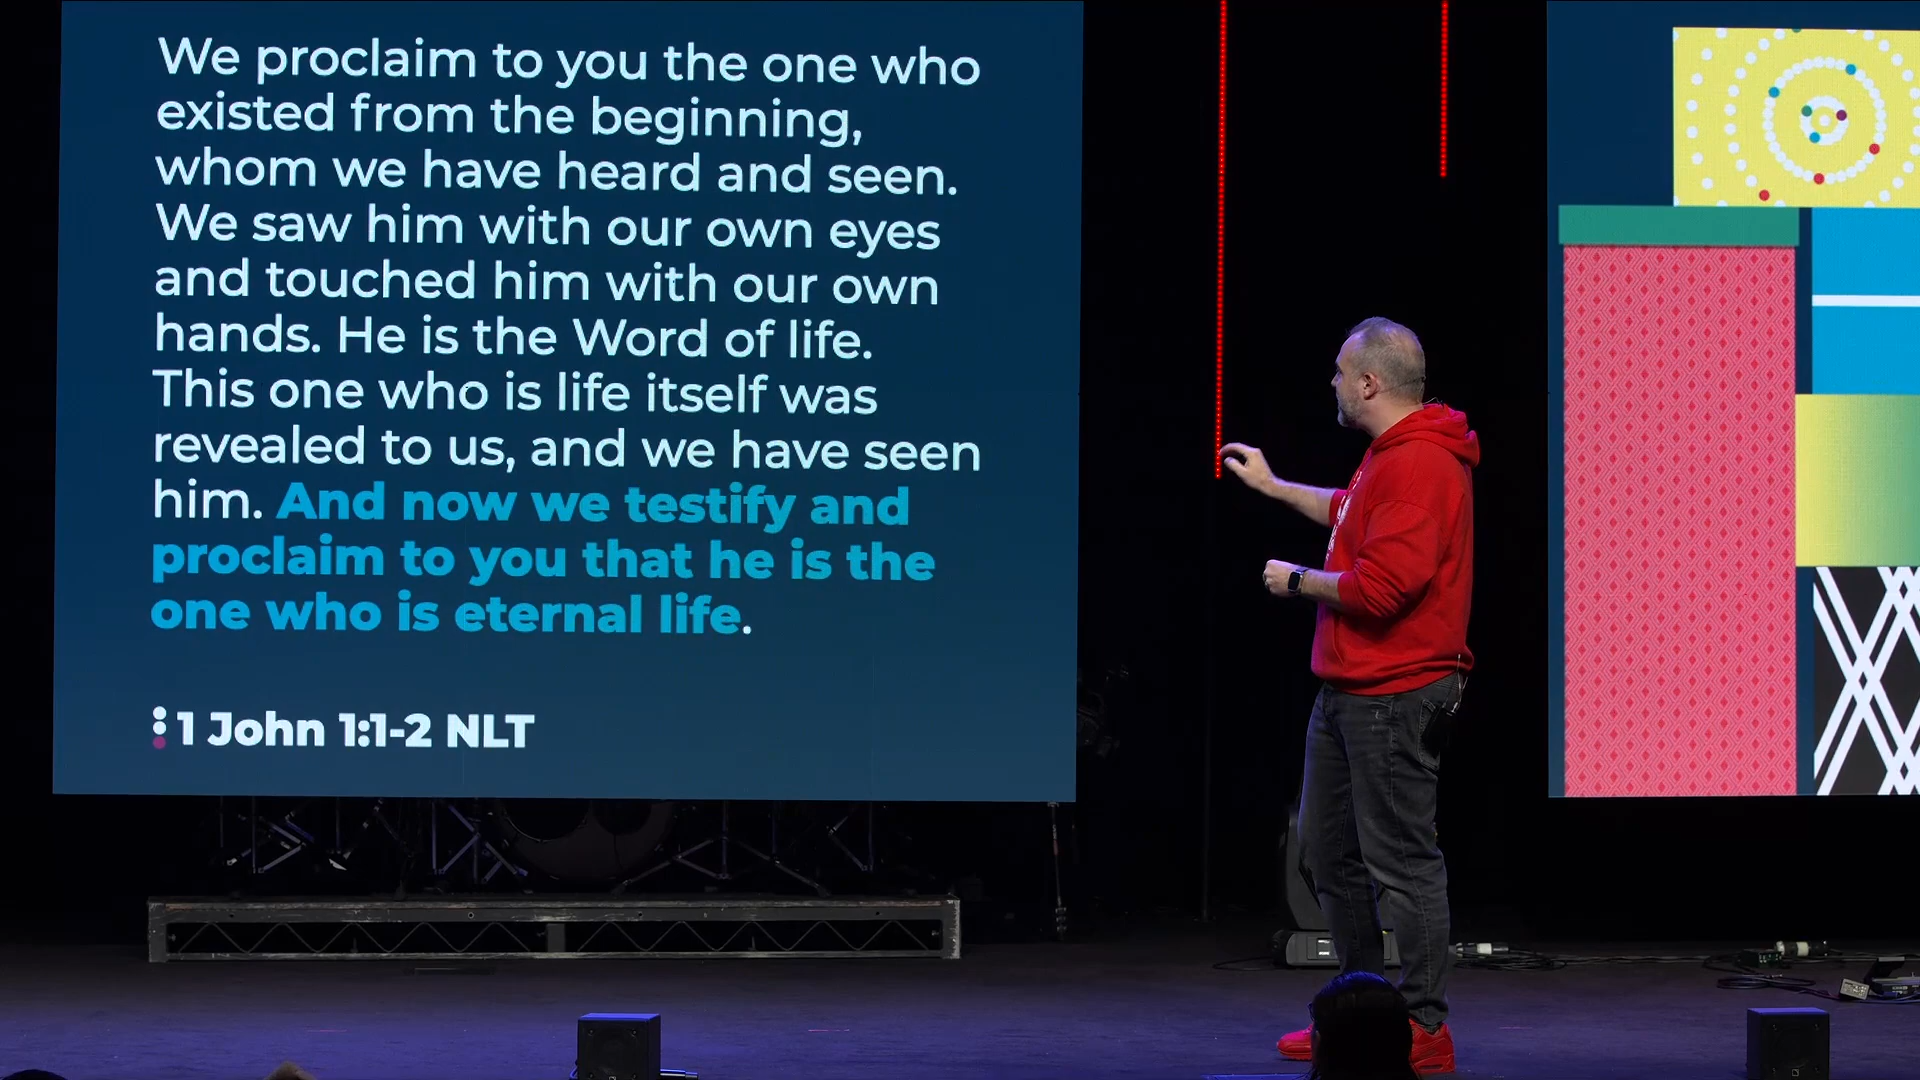 We proclaim to you the one who
existed from the beginning,
whom we have heard and seen.
We saw him with our own eyes
and touched him with our own
hands. He is the Word of life.
This one who is life itself was
revealed to us, and we have seen
him. And now we testify and
proclaim to you that he is the
one who is eternal life.
1 John 1:1-2 NLT